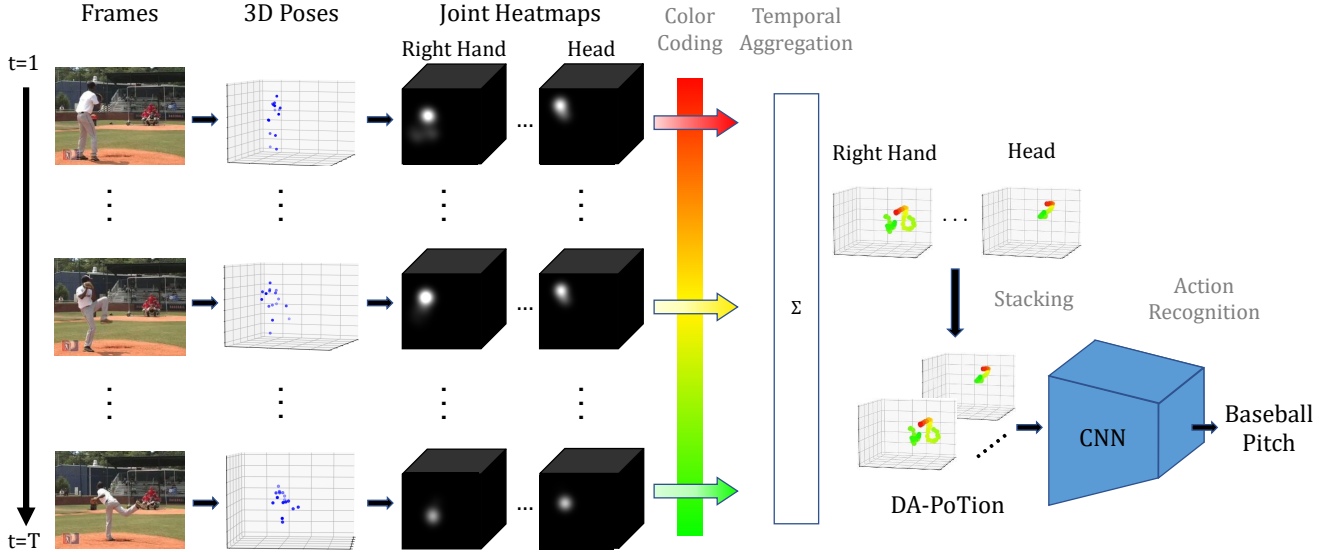 Frames
3D Poses
Joint Heatmaps
Color
Coding
Temporal
Aggregation
t=1
Right Hand
Head
...
...
...
Σ
Right Hand
Head
. . .
Stacking
Action
Recognition
CNN
Baseball
Pitch
DA-PoTion
t=T